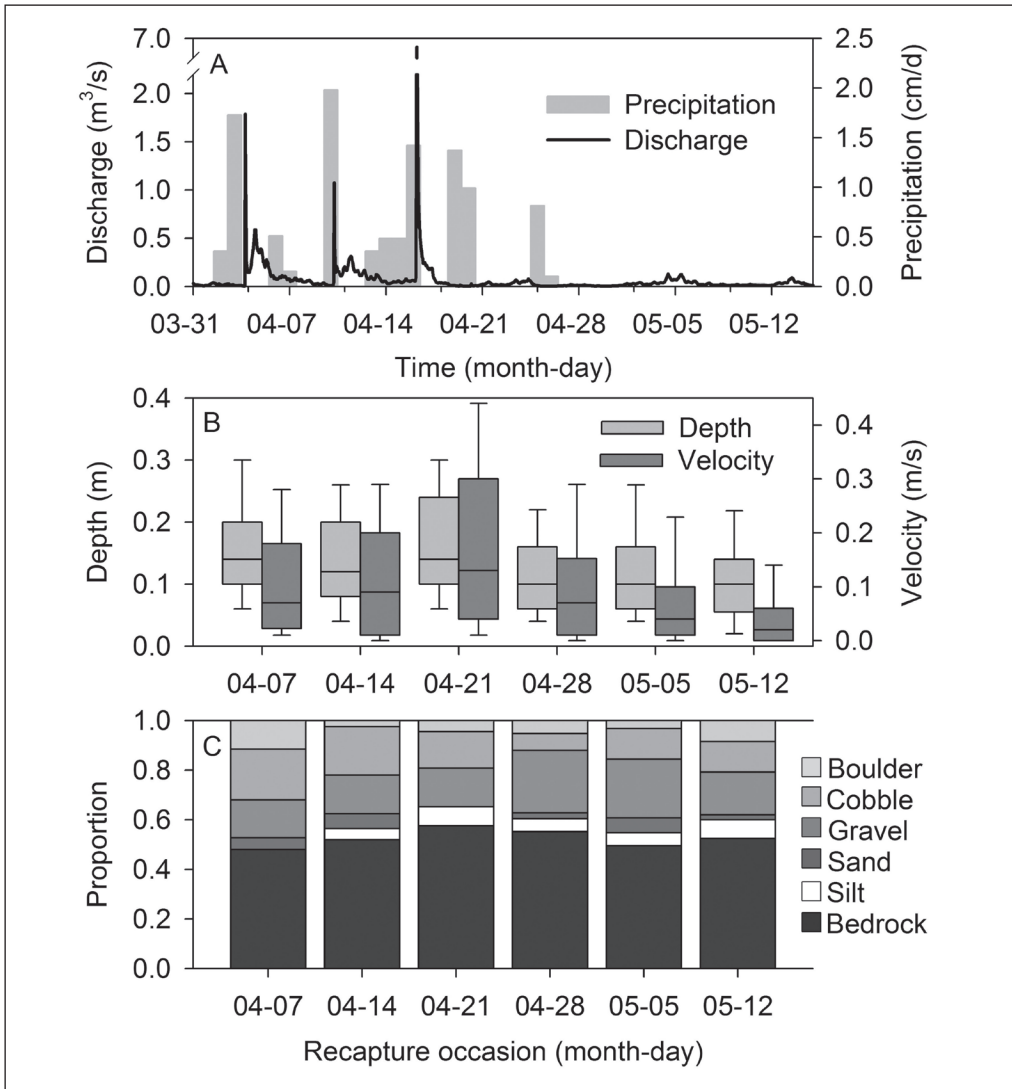 A
Discharge (m³/s)
7.0
2.0
1.5
1.0
0.5
0.0
Precipitation
Discharge
2.5
2.0
1.5
1.0
0.5
0.0
Precipitation (cm/d)
03-31 04-07 04-14 04-21 04-28 05-05 05-12
Time (month-day)
B
Depth (m)
0.4
0.3
0.2
0.1
0.0
Depth
Velocity
0.4
0.3
0.2
0.1
0.0
Velocity (m/s)
04-07 04-14 04-21 04-28 05-05 05-12
C
Proportion
1.0
0.8
0.6
0.4
0.2
0.0
Boulder
Cobble
Gravel
Sand
Silt
Bedrock
04-07 04-14 04-21 04-28 05-05 05-12
Recapture occasion (month-day)